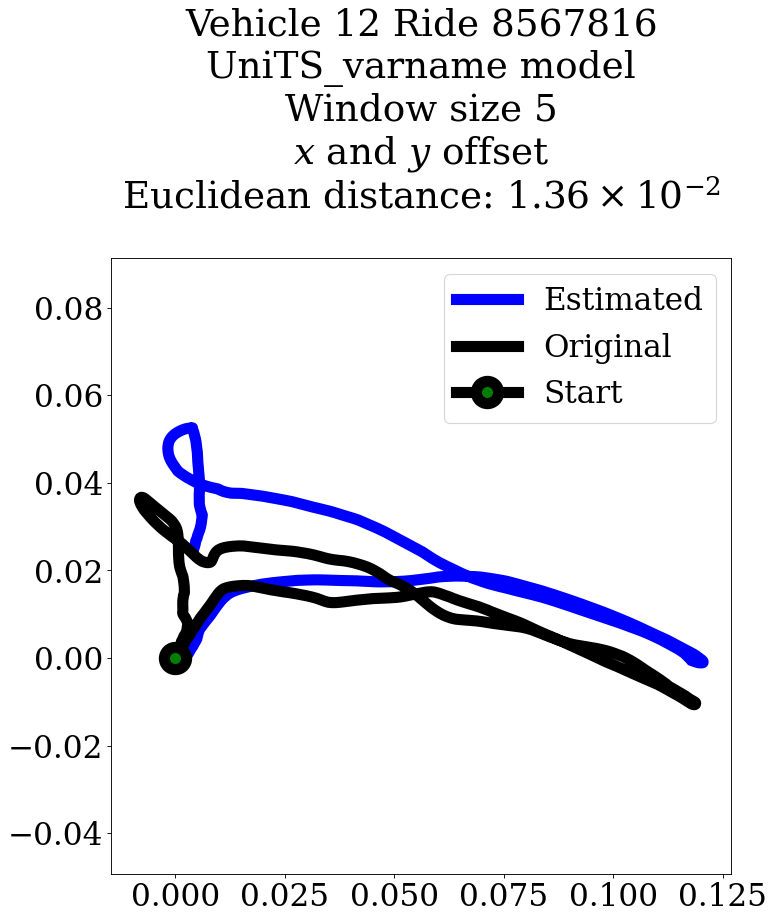 Vehicle 12 Ride 8567816
UniTS_varname model
Window size 5
x and y offset
Euclidean distance: 1.36 × 10⁻²
Estimated
Original
Start
0.08
0.06
0.04
0.02
0.00
−0.02
−0.04
0.000 0.025 0.050 0.075 0.100 0.125